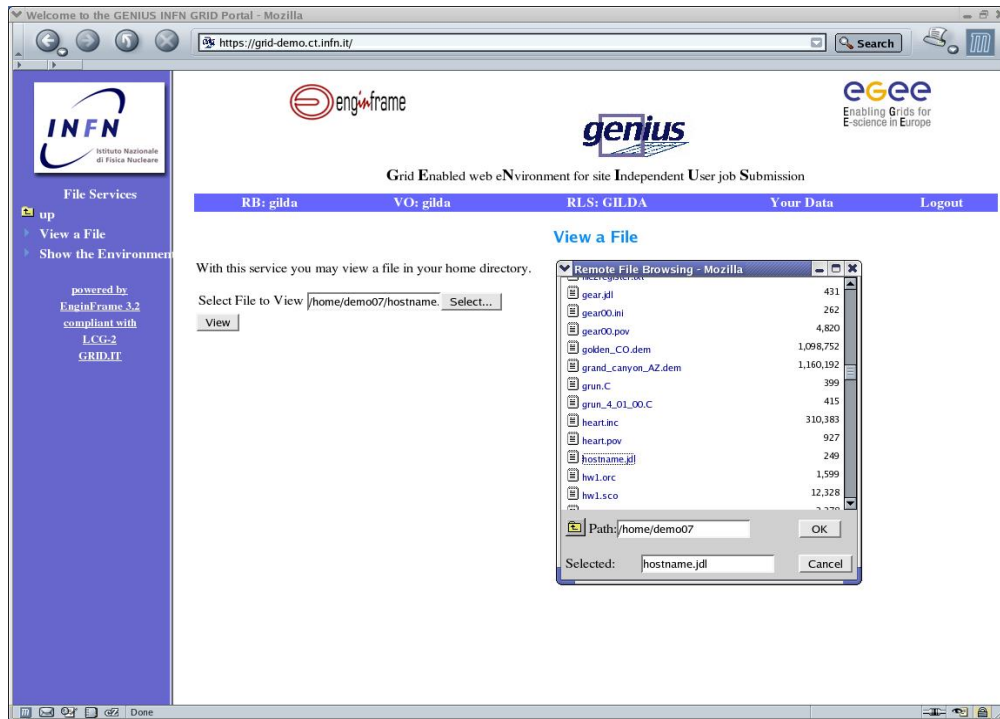 Welcome to the GENIUS INFN GRID Portal - Mozilla
https://grid-demo.ct.infn.it/
Search
INFN
Istituto Nazionale
di Fisica Nucleare
enginframe
genius
egee
Enabling Grids for
E-science in Europe
Grid Enabled web eNvironment for site Independent User job Submission
File Services
up
View a File
Show the Environmen
powered by
EnginFrame 3.2
compliant with
LCG-2
GRID.IT
RB: gilda VO: gilda RLS: GILDA Your Data Logout
View a File
With this service you may view a file in your home directory.
Select File to View /home/demo07/hostname. Select...
View
Remote File Browsing - Mozilla
gear.jdl 431
gear00.ini 262
gear00.pov 4,820
golden_CO.dem 1,098,752
grand_canyon_AZ.dem 1,160,192
grun.C 399
grun_4_01_00.C 415
heart.inc 310,383
heart.pov 927
hostname.jdl 249
hw1.orc 1,599
hw1.sco 12,328
Path: /home/demo07 OK
Selected: hostname.jdl Cancel
Done